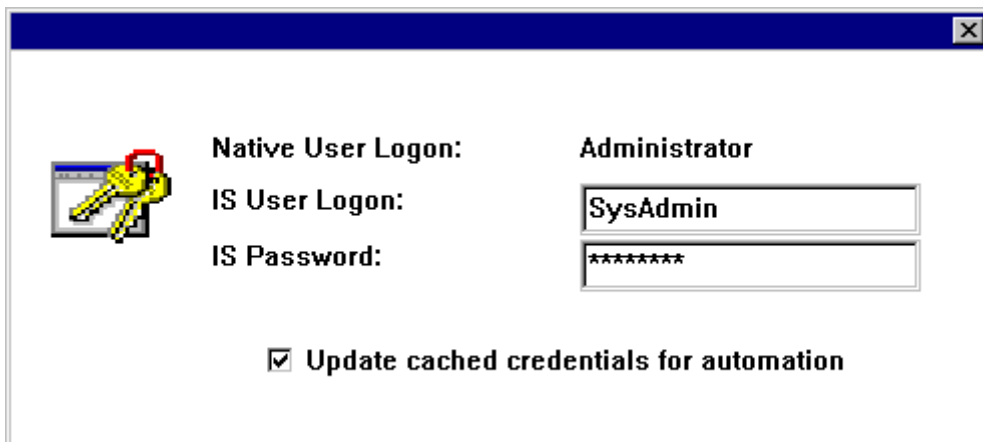 Native User Logon: Administrator
IS User Logon: SysAdmin
IS Password: ********
Update cached credentials for automation